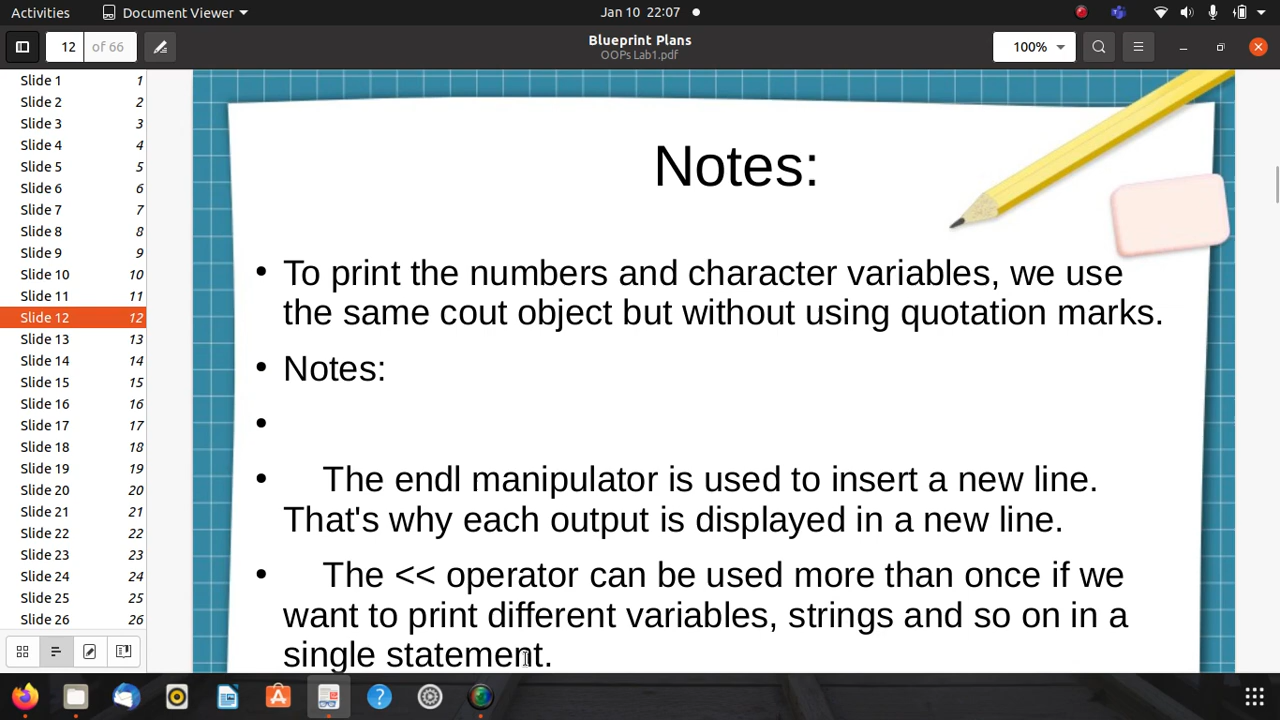 Activities Document Viewer Jan 10 22:07
12 of 66 Blueprint Plans 100%
OOPs Lab1.pdf
Slide 1 1
Slide 2 2
Slide 3 3
Slide 4 4
Slide 5 5
Slide 6 6
Slide 7 7
Slide 8 8
Slide 9 9
Slide 10 10
Slide 11 11
Slide 12 12
Slide 13 13
Slide 14 14
Slide 15 15
Slide 16 16
Slide 17 17
Slide 18 18
Slide 19 19
Slide 20 20
Slide 21 21
Slide 22 22
Slide 23 23
Slide 24 24
Slide 25 25
Slide 26 26
Notes:
• To print the numbers and character variables, we use
the same cout object but without using quotation marks.
• Notes:
•
• The endl manipulator is used to insert a new line.
That's why each output is displayed in a new line.
• The << operator can be used more than once if we
want to print different variables, strings and so on in a
single statement.